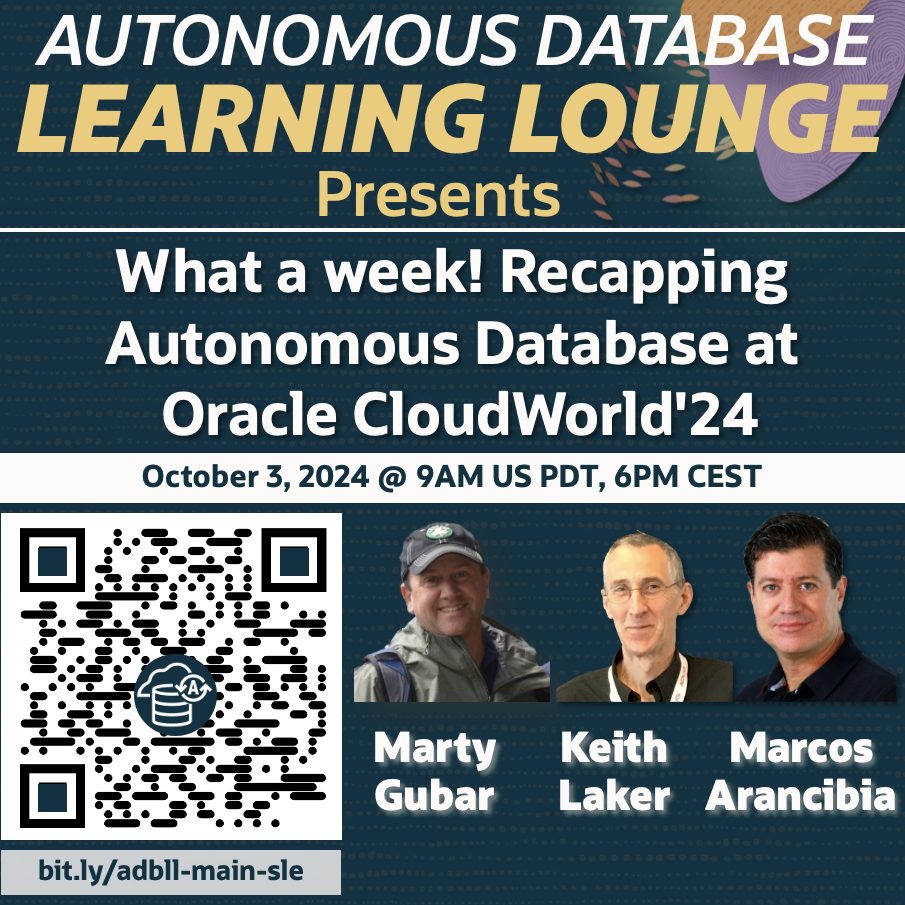 AUTONOMOUS DATABASE
LEARNING LOUNGE
Presents
What a week! Recapping
Autonomous Database at
Oracle CloudWorld'24
October 3, 2024 @ 9AM US PDT, 6PM CEST
A
Marty
Gubar
Keith
Laker
Marcos
Arancibia
bit.ly/adbll-main-sle